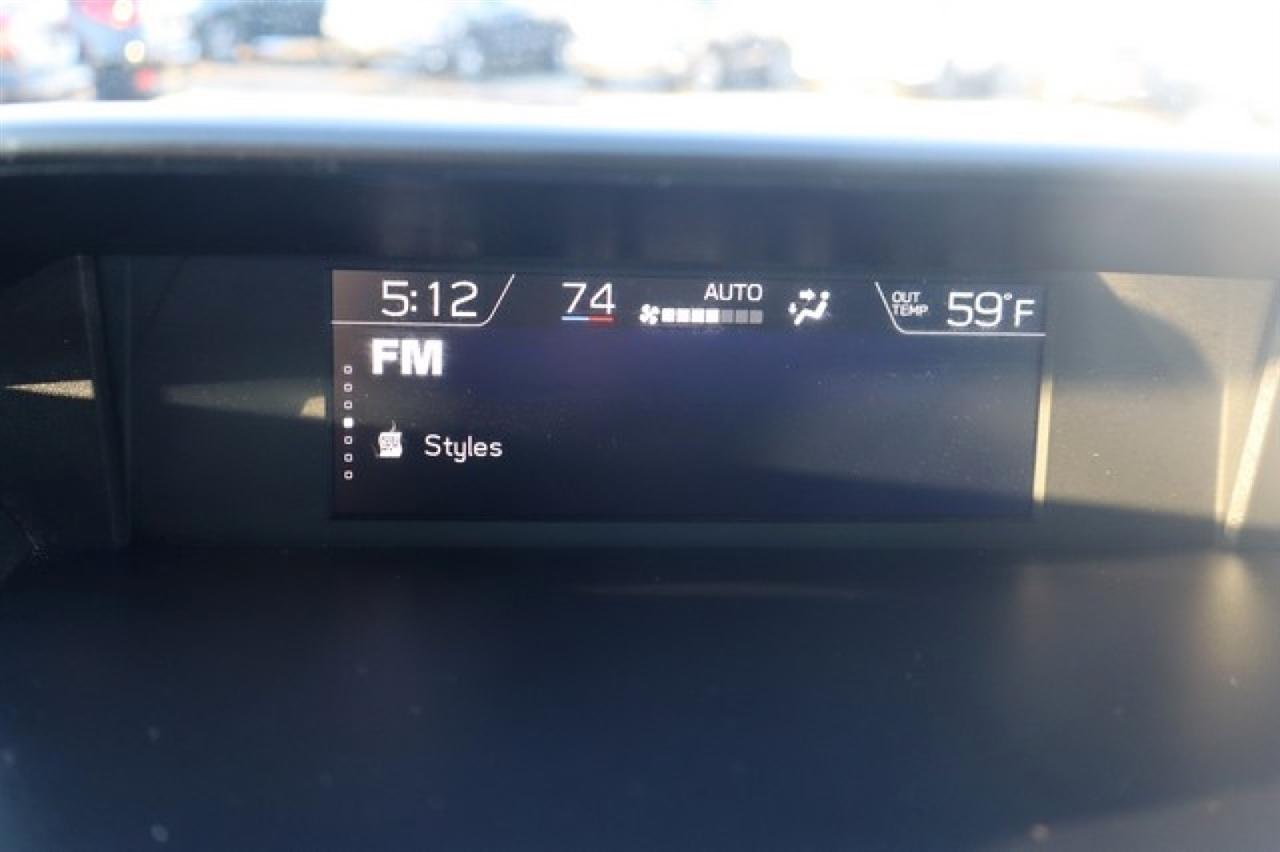 5:12 74 AUTO OUT TEMP 59°F
FM
Styles